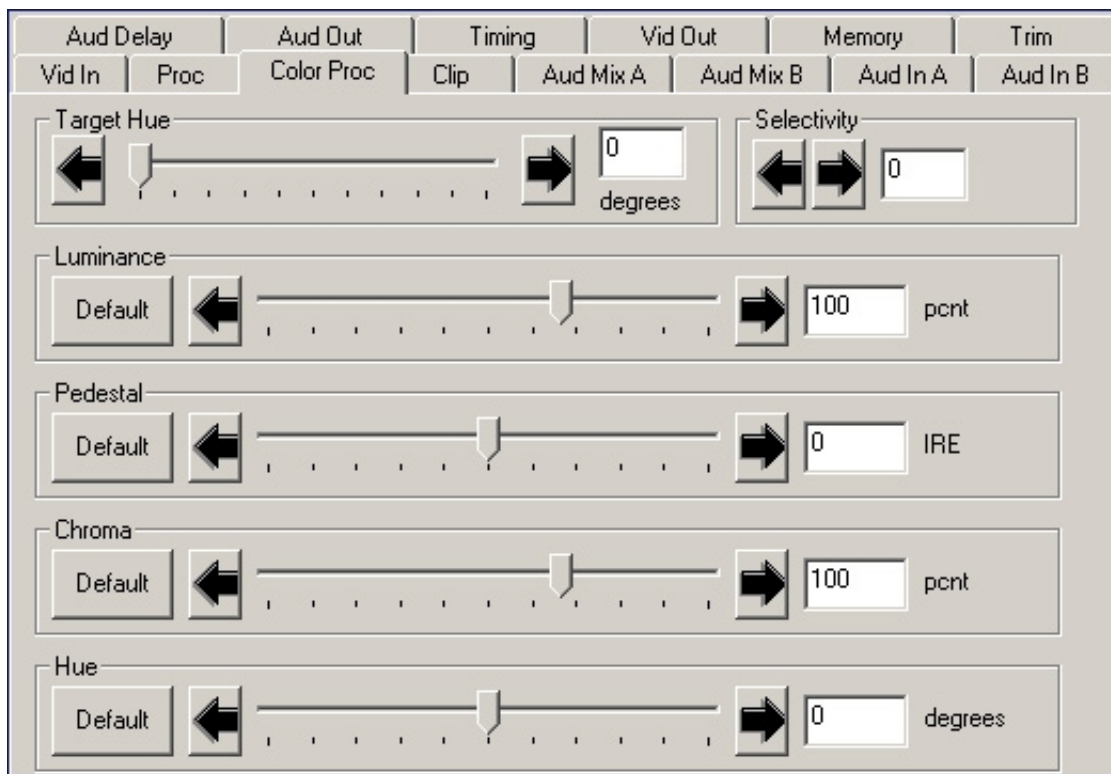 Aud Delay Aud Out Timing Vid Out Memory Trim
Vid In Proc Color Proc Clip Aud Mix A Aud Mix B Aud In A Aud In B
Target Hue
0
degrees
Selectivity
0
Luminance
Default 100 pcnt
Pedestal
Default 0 IRE
Chroma
Default 100 pcnt
Hue
Default 0 degrees